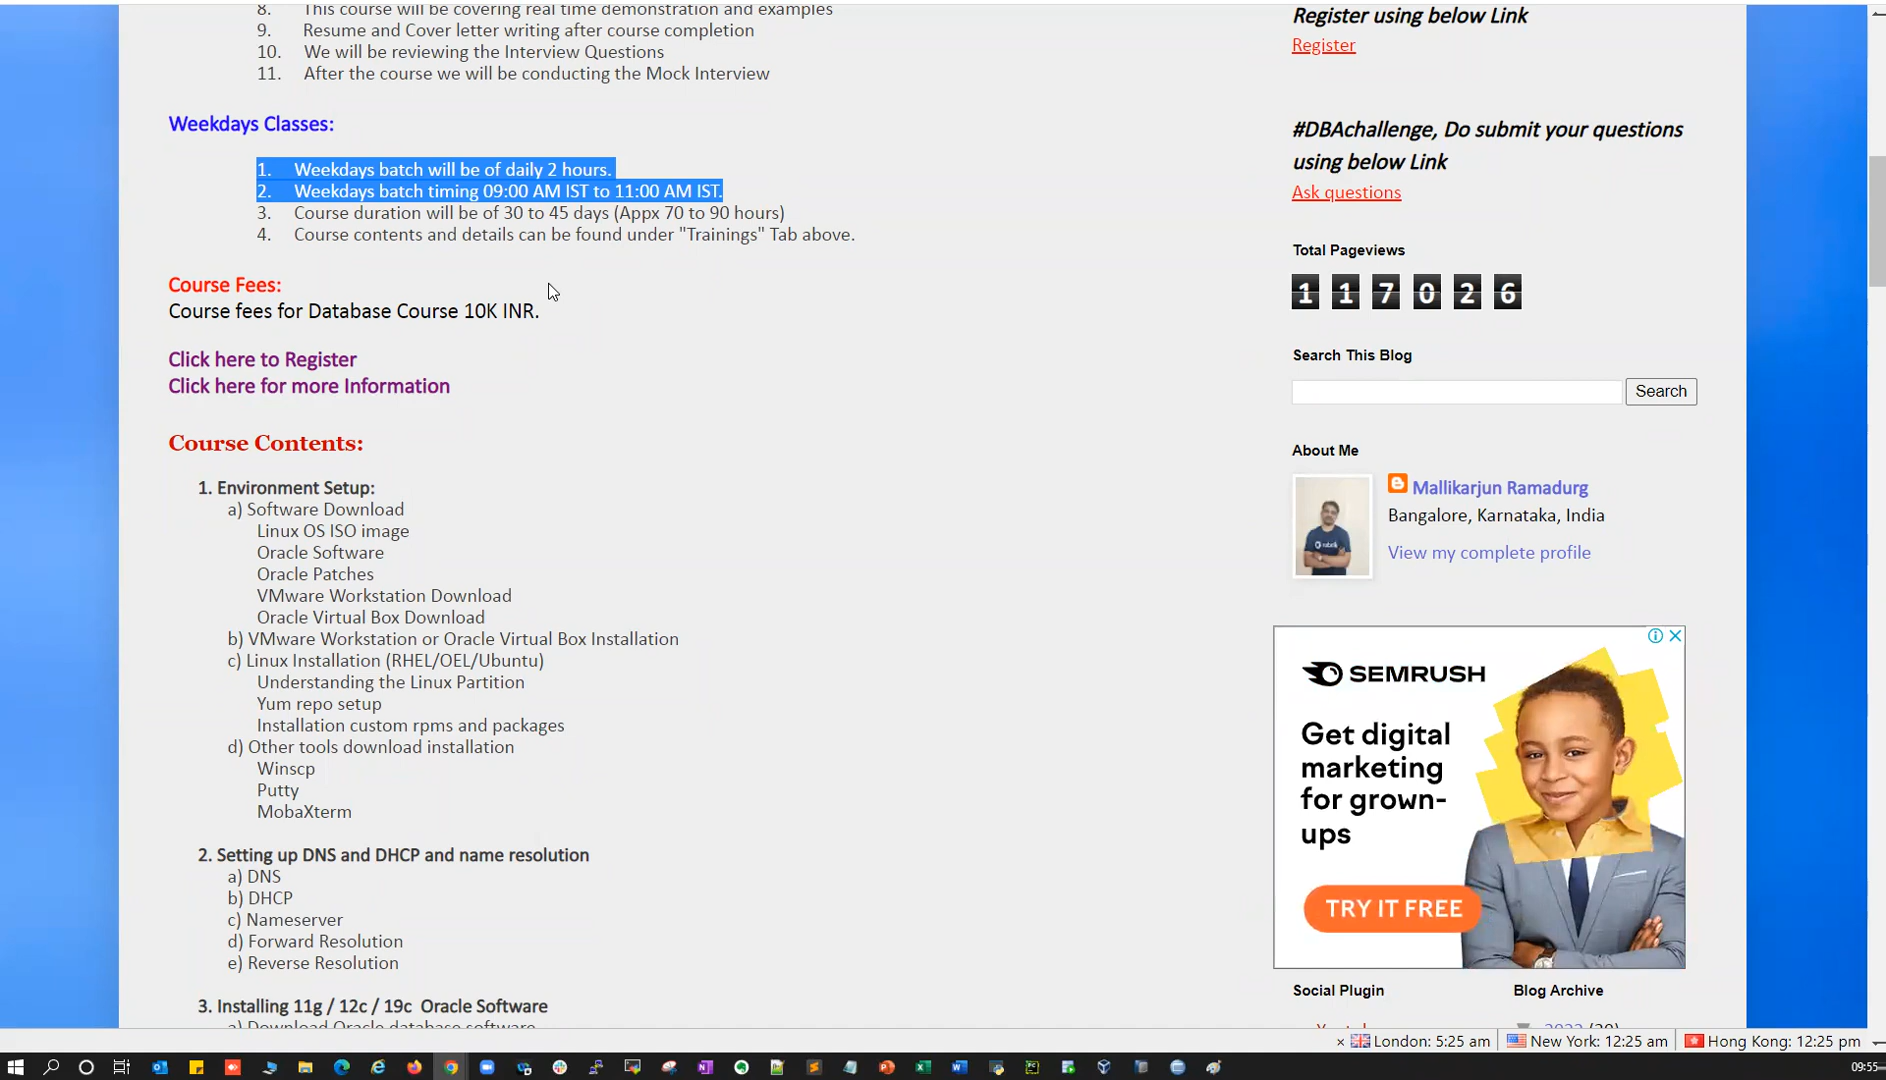 8. This course will be covering real time demonstration and examples
9. Resume and Cover letter writing after course completion
10. We will be reviewing the Interview Questions
11. After the course we will be conducting the Mock Interview
Weekdays Classes:
1. Weekdays batch will be of daily 2 hours.
2. Weekdays batch timing 09:00 AM IST to 11:00 AM IST.
3. Course duration will be of 30 to 45 days (Appx 70 to 90 hours)
4. Course contents and details can be found under "Trainings" Tab above.
Course Fees:
Course fees for Database Course 10K INR.
Click here to Register
Click here for more Information
Course Contents:
1. Environment Setup:
a) Software Download
Linux OS ISO image
Oracle Software
Oracle Patches
VMware Workstation Download
Oracle Virtual Box Download
b) VMware Workstation or Oracle Virtual Box Installation
c) Linux Installation (RHEL/OEL/Ubuntu)
Understanding the Linux Partition
Yum repo setup
Installation custom rpms and packages
d) Other tools download installation
Winscp
Putty
MobaXterm
2. Setting up DNS and DHCP and name resolution
a) DNS
b) DHCP
c) Nameserver
d) Forward Resolution
e) Reverse Resolution
3. Installing 11g / 12c / 19c Oracle Software
a) Download Oracle database software
Register using below Link
Register
#DBAchallenge, Do submit your questions
using below Link
Ask questions
Total Pageviews
1 1 7 0 2 6
Search This Blog
Search
About Me
Mallikarjun Ramadurg
Bangalore, Karnataka, India
View my complete profile
SEMRUSH
Get digital
marketing
for grown-
ups
TRY IT FREE
Social Plugin
Blog Archive
London: 5:25 am
New York: 12:25 am
Hong Kong: 12:25 pm
09:55